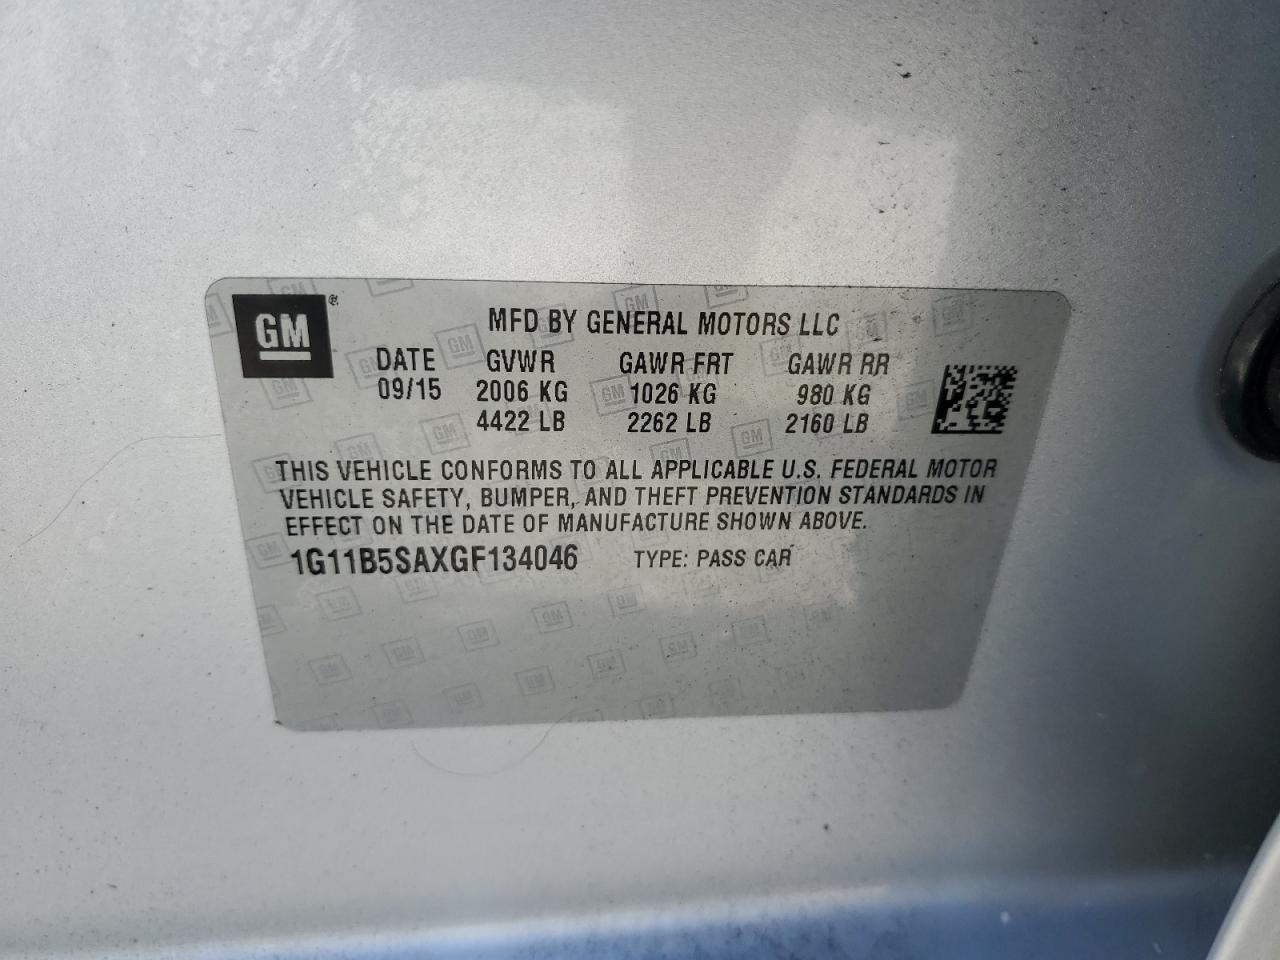 GM
MFD BY GENERAL MOTORS LLC
DATE GVWR GAWR FRT GAWR RR
09/15 2006 KG 1026 KG 980 KG
4422 LB 2262 LB 2160 LB
THIS VEHICLE CONFORMS TO ALL APPLICABLE U.S. FEDERAL MOTOR
VEHICLE SAFETY, BUMPER, AND THEFT PREVENTION STANDARDS IN
EFFECT ON THE DATE OF MANUFACTURE SHOWN ABOVE.
1G11B5SAXGF134046 TYPE: PASS CAR